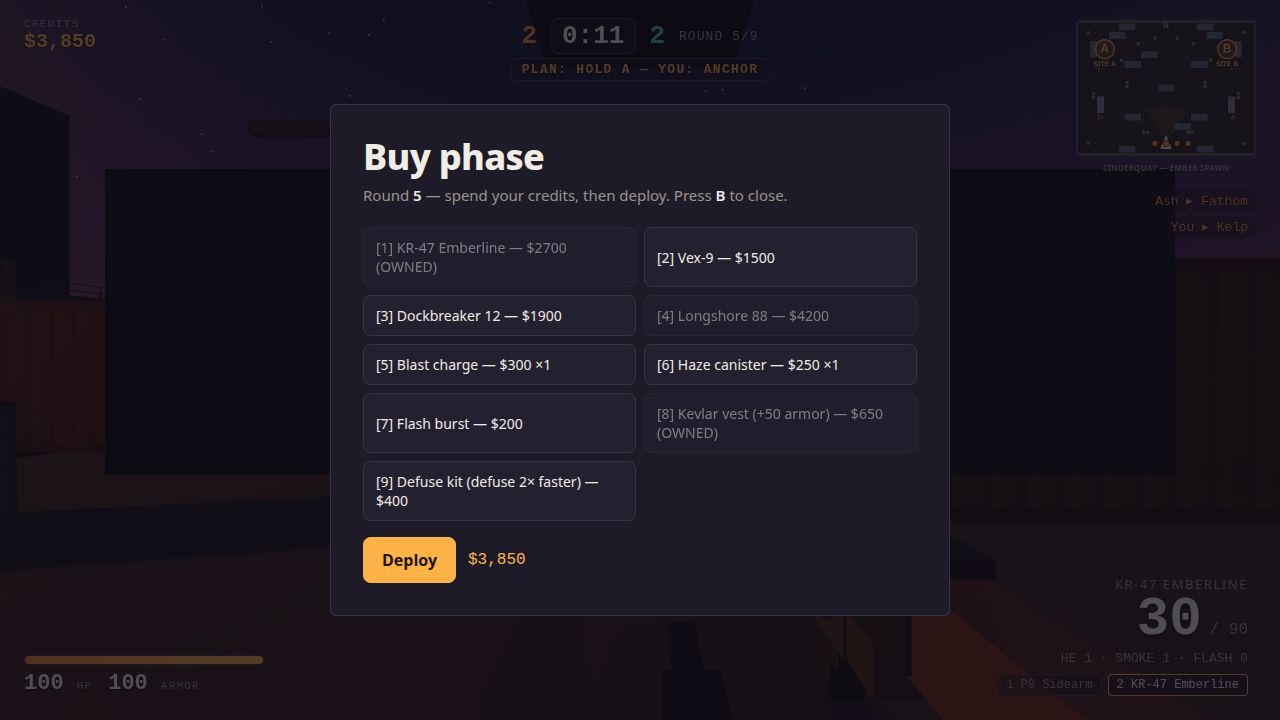 CREDITS
$3,850
2 0:11 2 ROUND 5/9
PLAN: HOLD A — YOU: ANCHOR
N
A
B
SITE A
SITE B
CINDERQUAY — EMBER SPAWN
Ash ▸ Fathom
You ▸ Kelp
Buy phase
Round 5 — spend your credits, then deploy. Press B to close.
[1] KR-47 Emberline — $2700
(OWNED)
[2] Vex-9 — $1500
[3] Dockbreaker 12 — $1900
[4] Longshore 88 — $4200
[5] Blast charge — $300 ×1
[6] Haze canister — $250 ×1
[7] Flash burst — $200
[8] Kevlar vest (+50 armor) — $650
(OWNED)
[9] Defuse kit (defuse 2× faster) —
$400
Deploy
$3,850
100 HP 100 ARMOR
KR-47 EMBERLINE
30 / 90
HE 1 · SMOKE 1 · FLASH 0
1 P9 Sidearm
2 KR-47 Emberline